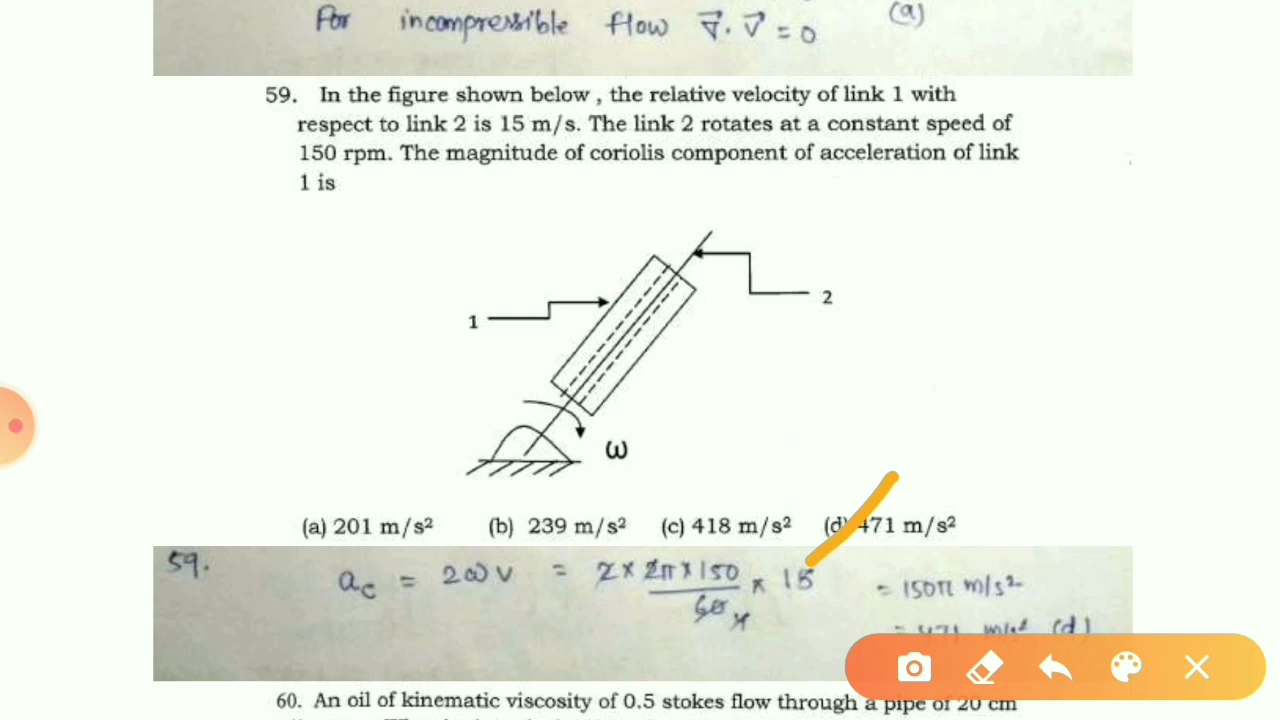 For incompressible flow ∇⃗. V⃗ = 0 (a)
59. In the figure shown below , the relative velocity of link 1 with
respect to link 2 is 15 m/s. The link 2 rotates at a constant speed of
150 rpm. The magnitude of coriolis component of acceleration of link
1 is
1
2
ω
(a) 201 m/s² (b) 239 m/s² (c) 418 m/s² (d) 471 m/s²
59. ac = 2ωv = 2 × 2π×150/60 × 15 = 150π m/s²
= 471 m/s² (d)
60. An oil of kinematic viscosity of 0.5 stokes flow through a pipe of 20 cm